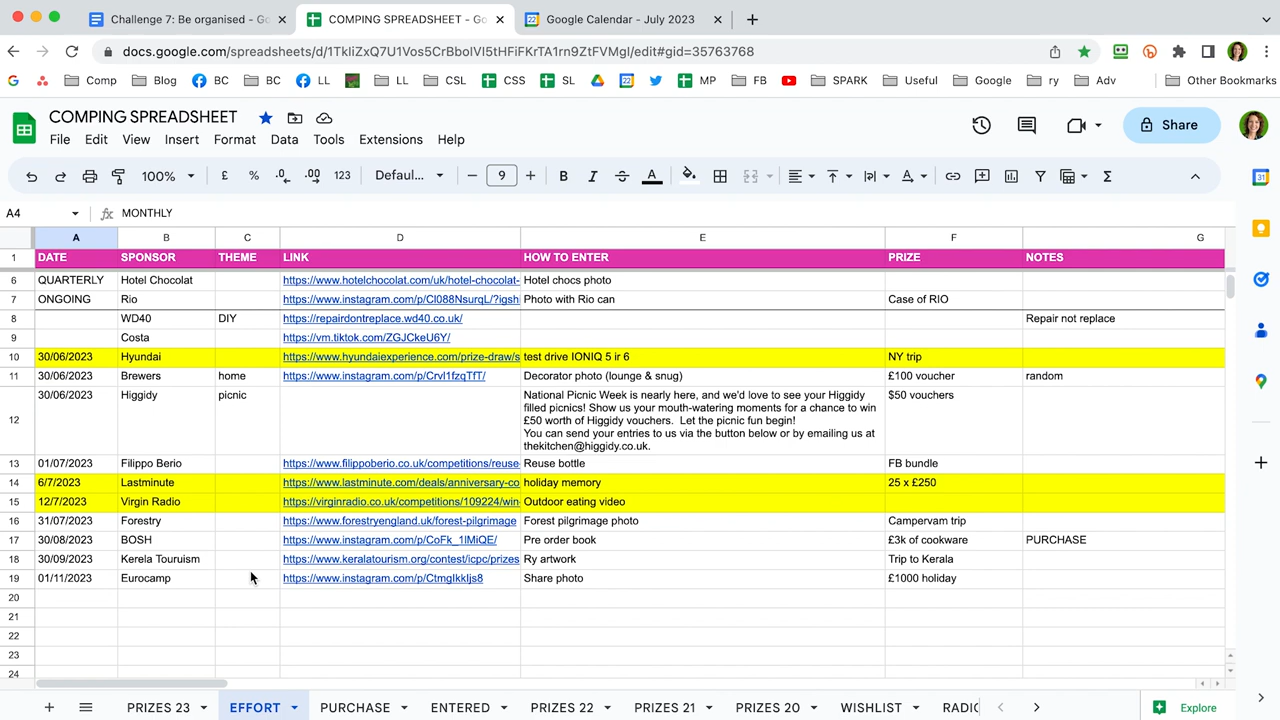 Challenge 7: Be organised - Go
COMPING SPREADSHEET - G
Google Calendar - July 2023
docs.google.com/spreadsheets/d/1TkliZxQ7U1Vos5CrBbolVI5tHFiFKrTA1rn9ZtFVMgI/edit#gid=35763768
Comp Blog BC BC LL LL CSL CSS SL MP FB SPARK Useful Google ry Adv Other Bookmarks
COMPING SPREADSHEET
File Edit View Insert Format Data Tools Extensions Help
Share
100% £ % .0 .00 123 Defaul... 9 B I A
A4 fx MONTHLY
A B C D E F G
1 DATE SPONSOR THEME LINK HOW TO ENTER PRIZE NOTES
6 QUARTERLY Hotel Chocolat https://www.hotelchocolat.com/uk/hotel-chocolat- Hotel chocs photo
7 ONGOING Rio https://www.instagram.com/p/Cl088NsurqL/?igsh Photo with Rio can Case of RIO
8 WD40 DIY https://repairdontreplace.wd40.co.uk/ Repair not replace
9 Costa https://vm.tiktok.com/ZGJCkeU6Y/
10 30/06/2023 Hyundai https://www.hyundaiexperience.com/prize-draw/s test drive IONIQ 5 ir 6 NY trip
11 30/06/2023 Brewers home https://www.instagram.com/p/Crvl1fzqTfT/ Decorator photo (lounge & snug) £100 voucher random
12 30/06/2023 Higgidy picnic National Picnic Week is nearly here, and we'd love to see your Higgidy $50 vouchers
filled picnics! Show us your mouth-watering moments for a chance to win
£50 worth of Higgidy vouchers. Let the picnic fun begin!
You can send your entries to us via the button below or by emailing us at
thekitchen@higgidy.co.uk.
13 01/07/2023 Filippo Berio https://www.filippoberio.co.uk/competitions/reuse Reuse bottle FB bundle
14 6/7/2023 Lastminute https://www.lastminute.com/deals/anniversary-co holiday memory 25 x £250
15 12/7/2023 Virgin Radio https://virginradio.co.uk/competitions/109224/win- Outdoor eating video
16 31/07/2023 Forestry https://www.forestryengland.uk/forest-pilgrimage Forest pilgrimage photo Campervam trip
17 30/08/2023 BOSH https://www.instagram.com/p/CoFk_1lMiQE/ Pre order book £3k of cookware PURCHASE
18 30/09/2023 Kerela Touruism https://www.keralatourism.org/contest/icpc/prizes Ry artwork Trip to Kerala
19 01/11/2023 Eurocamp https://www.instagram.com/p/CtmgIkkIjs8 Share photo £1000 holiday
20
21
22
23
24
PRIZES 23 EFFORT PURCHASE ENTERED PRIZES 22 PRIZES 21 PRIZES 20 WISHLIST RADIO Explore